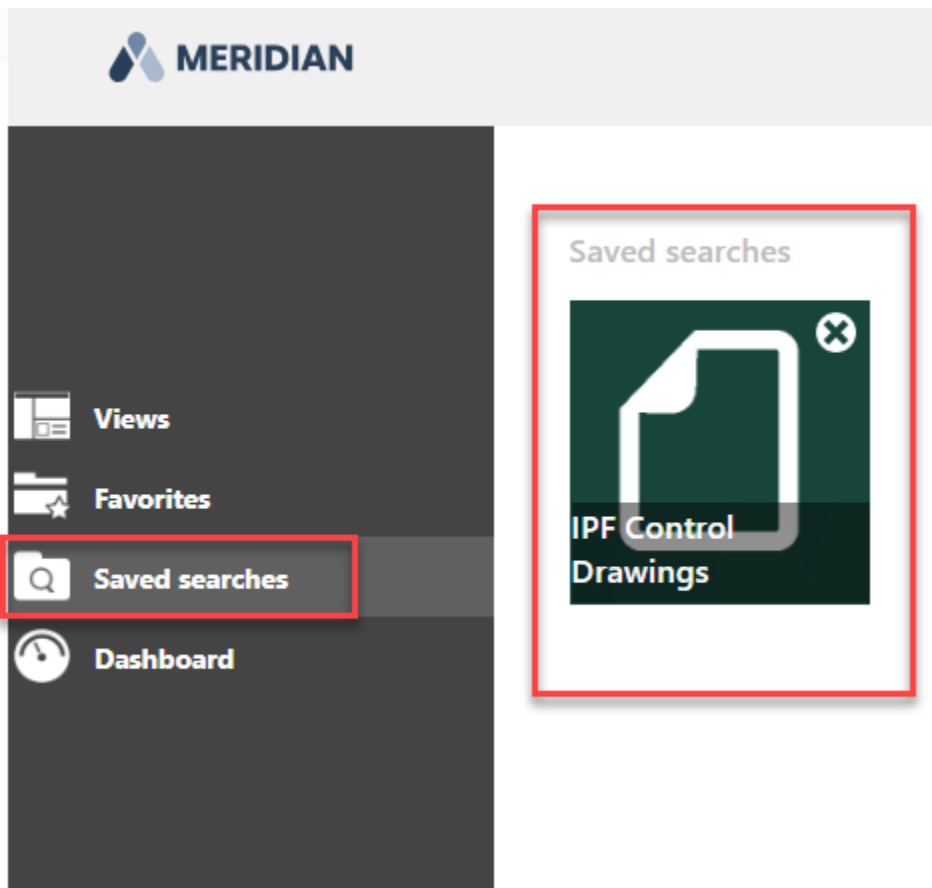 MERIDIAN
Views
Favorites
Saved searches
Dashboard
Saved searches
IPF Control
Drawings